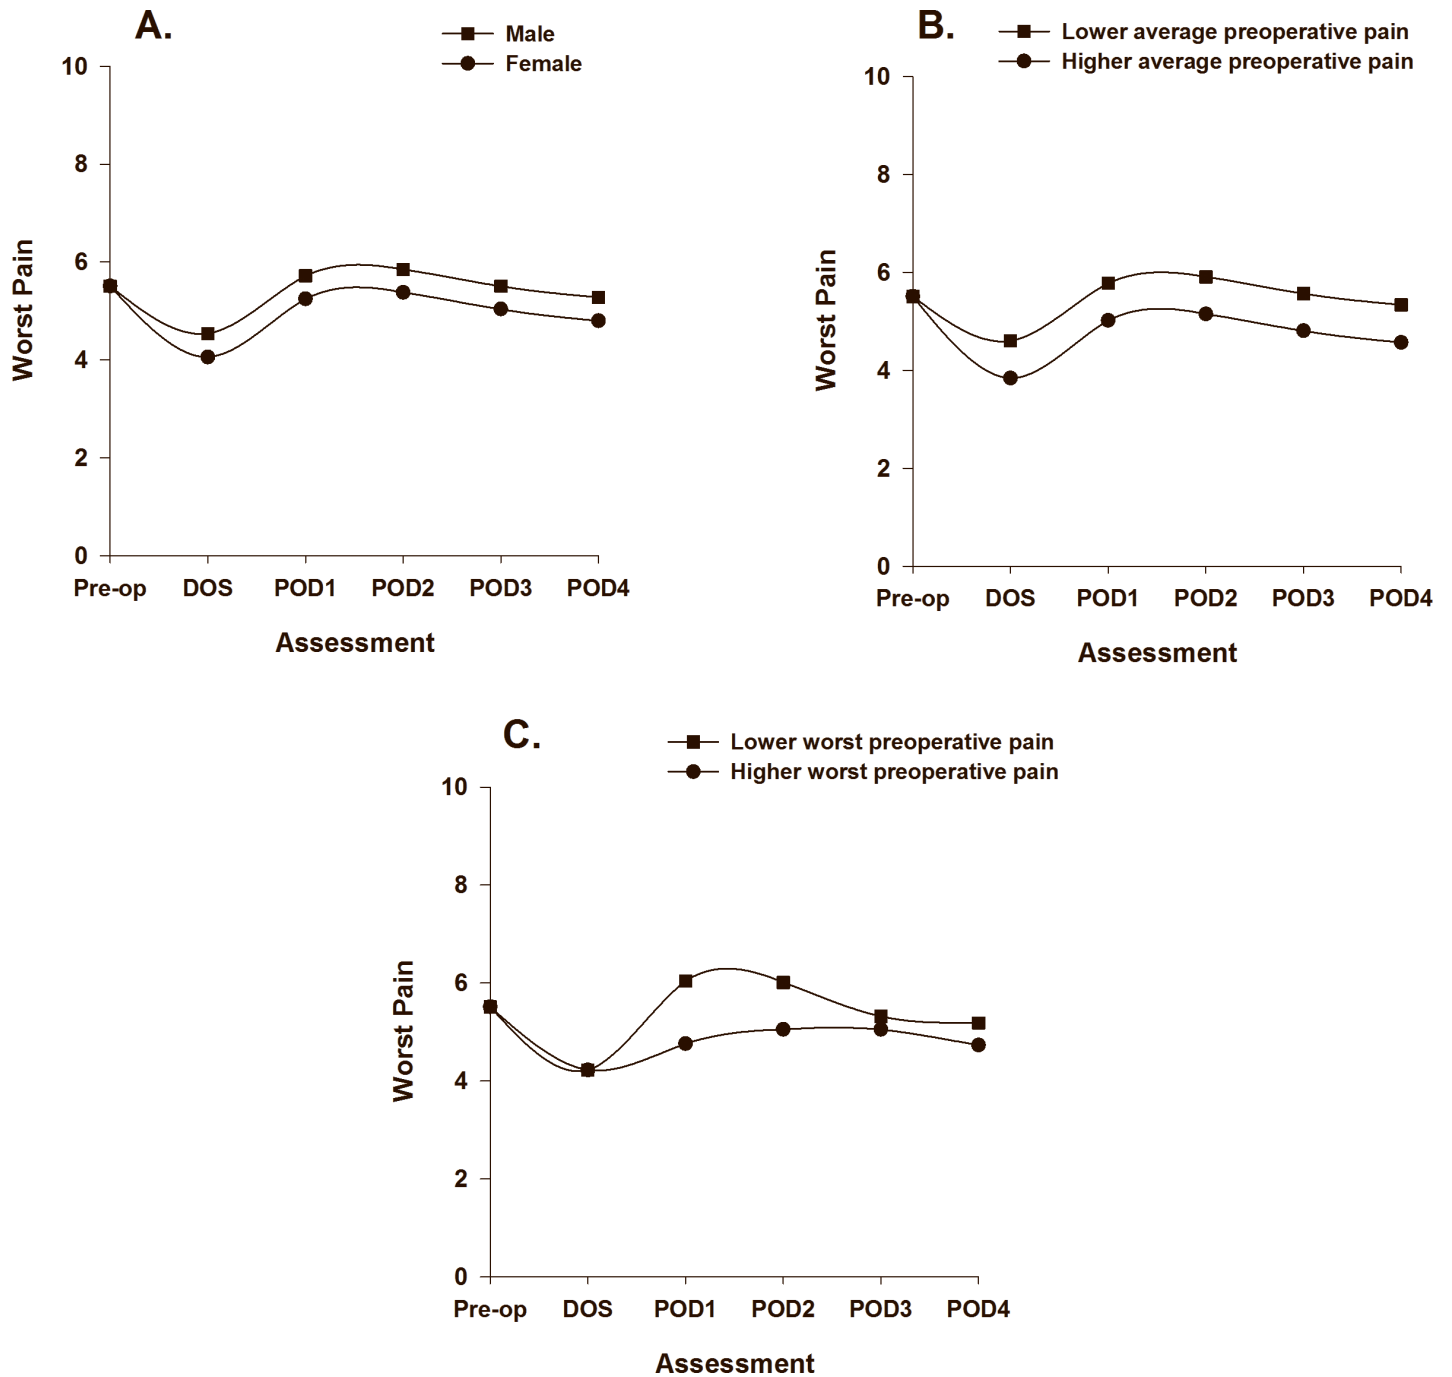 A.
Male
Female
10
8
6
4
2
0
Worst Pain
Pre-op DOS POD1 POD2 POD3 POD4
Assessment
B.
Lower average preoperative pain
Higher average preoperative pain
10
8
6
4
2
0
Worst Pain
Pre-op DOS POD1 POD2 POD3 POD4
Assessment
C.
Lower worst preoperative pain
Higher worst preoperative pain
10
8
6
4
2
0
Worst Pain
Pre-op DOS POD1 POD2 POD3 POD4
Assessment